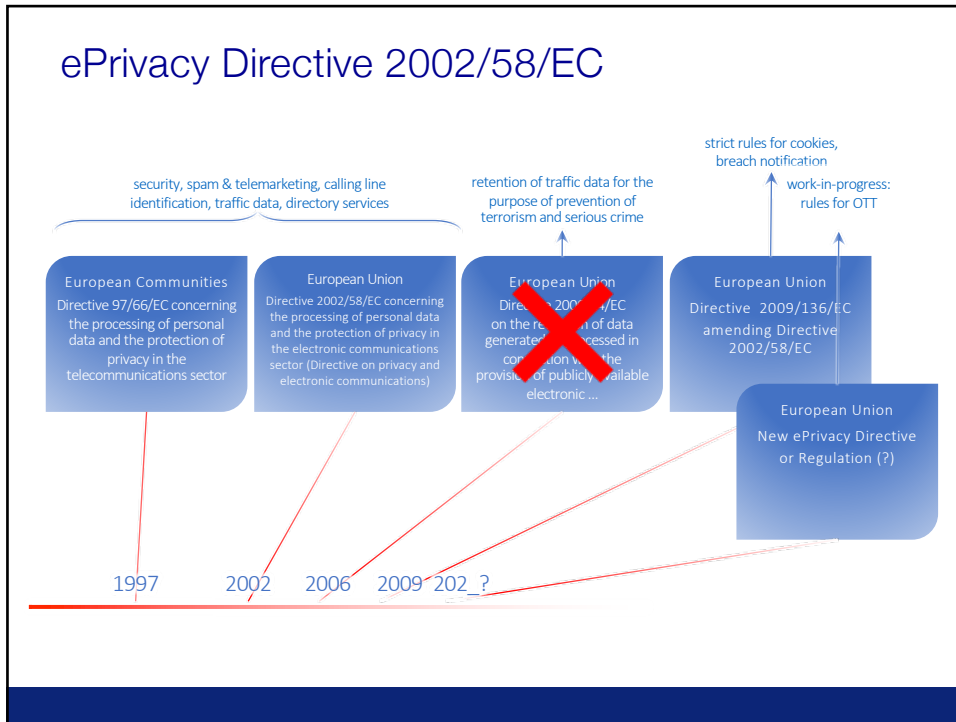 ePrivacy Directive 2002/58/EC
strict rules for cookies,
breach notification
security, spam & telemarketing, calling line
identification, traffic data, directory services
retention of traffic data for the
purpose of prevention of
terrorism and serious crime
work-in-progress:
rules for OTT
European Communities
Directive 97/66/EC concerning
the processing of personal
data and the protection of
privacy in the
telecommunications sector
European Union
Directive 2002/58/EC concerning
the processing of personal data
and the protection of privacy in
the electronic communications
sector (Directive on privacy and
electronic communications)
European Union
Directive /EC
on the of data
generated
the
provision of publicly available
electronic ...
European Union
Directive 2009/136/EC
amending Directive
2002/58/EC
European Union
New ePrivacy Directive
or Regulation (?)
1997 2002 2006 2009 202_?